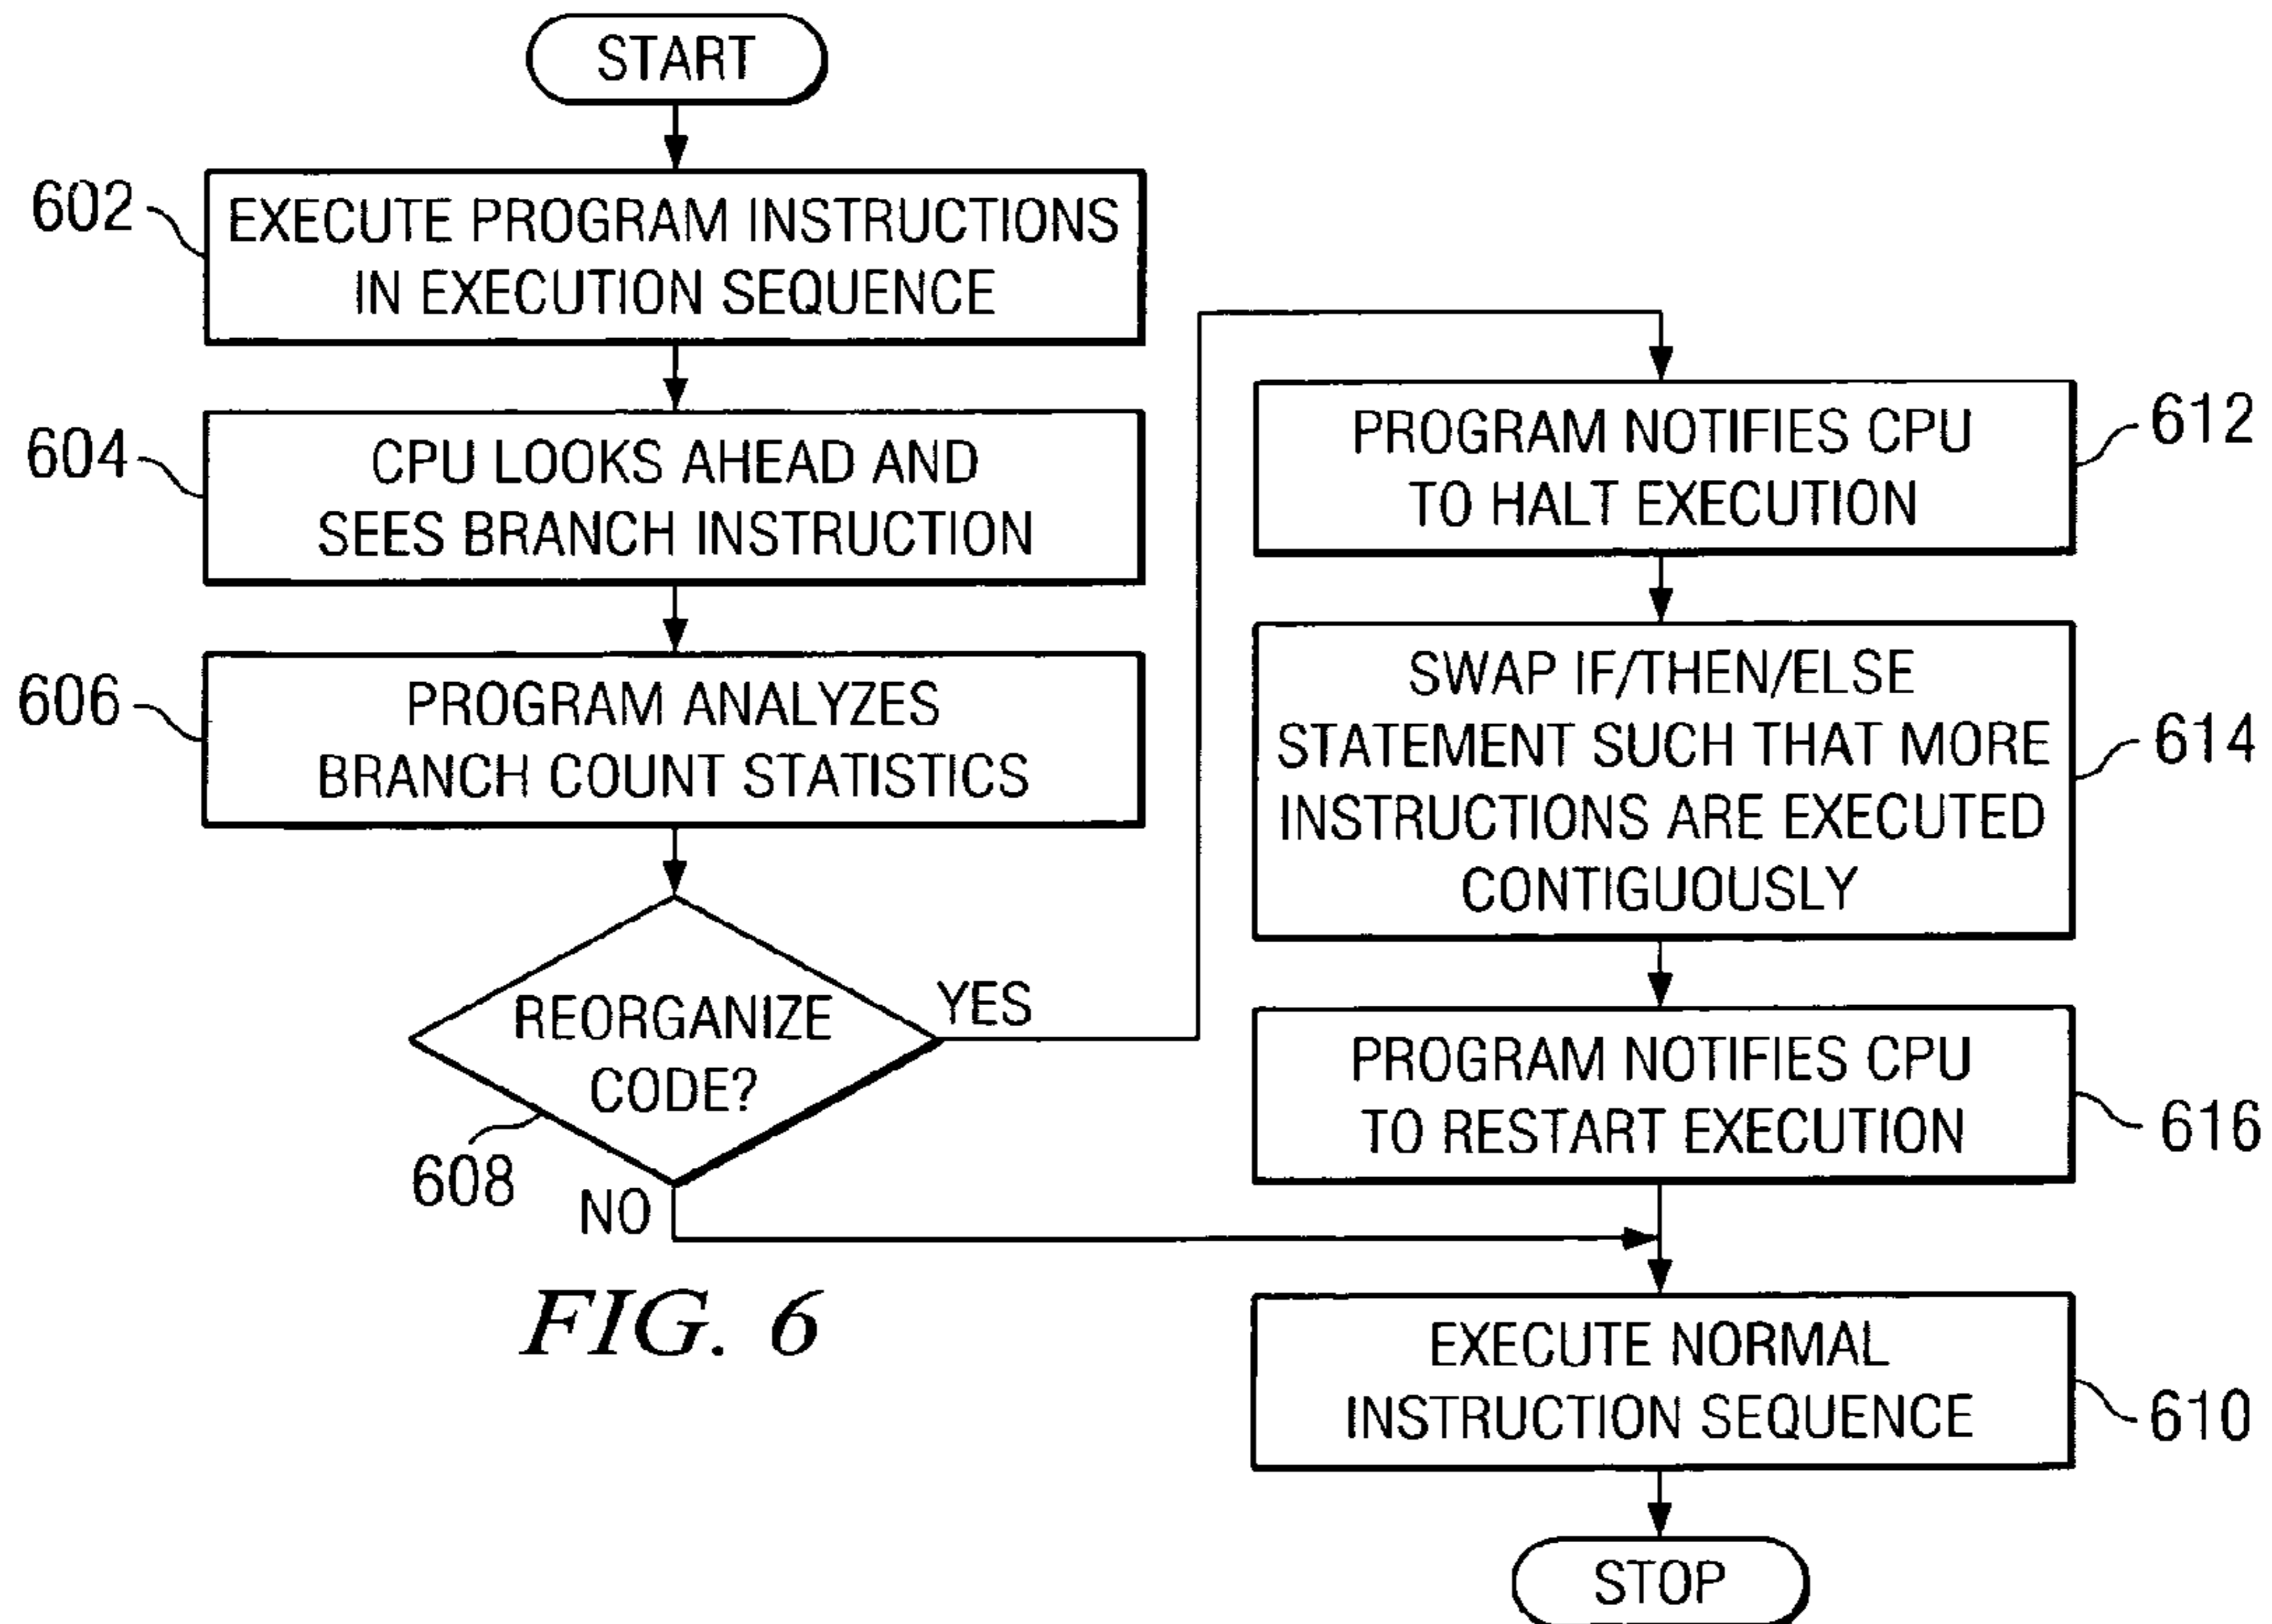 START
602
EXECUTE PROGRAM INSTRUCTIONS
IN EXECUTION SEQUENCE
604
CPU LOOKS AHEAD AND
SEES BRANCH INSTRUCTION
606
PROGRAM ANALYZES
BRANCH COUNT STATISTICS
REORGANIZE
CODE?
608
YES
NO
612
PROGRAM NOTIFIES CPU
TO HALT EXECUTION
614
SWAP IF/THEN/ELSE
STATEMENT SUCH THAT MORE
INSTRUCTIONS ARE EXECUTED
CONTIGUOUSLY
616
PROGRAM NOTIFIES CPU
TO RESTART EXECUTION
610
EXECUTE NORMAL
INSTRUCTION SEQUENCE
STOP
FIG. 6